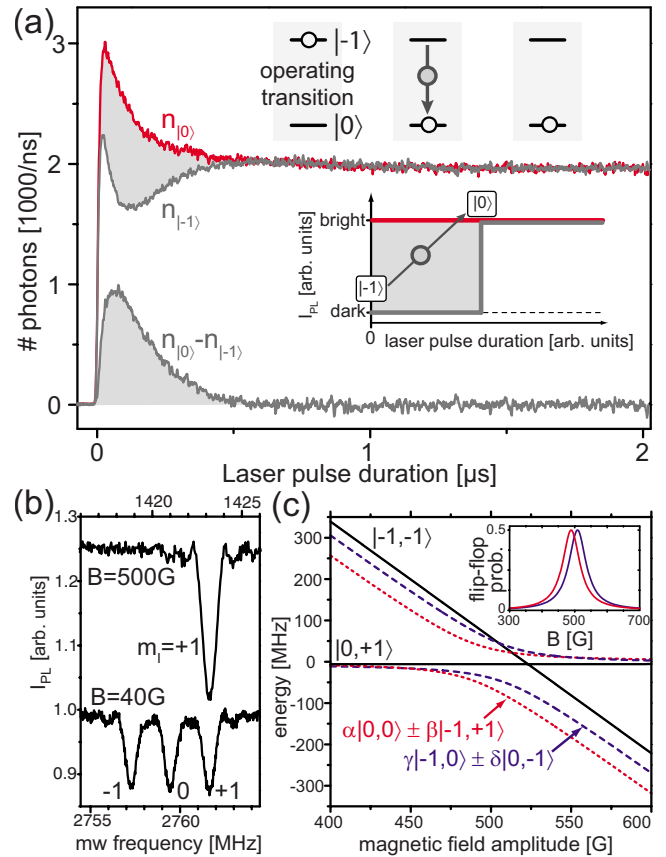 (a)
3
2
1
0
# photons [1000/ns]
n|0⟩
n|-1⟩
n|0⟩-n|-1⟩
|-1⟩
operating
transition
|0⟩
bright
dark
I_PL [arb. units]
|-1⟩
|0⟩
0
laser pulse duration [arb. units]
0 1 2
Laser pulse duration [µs]
(b)
1420 1425
1.3
1.2
1.1
1.0
0.9
I_PL [arb. units]
B=500G
m_I=+1
B=40G
-1 0 +1
2755 2760
mw frequency [MHz]
(c)
300
200
100
0
-100
-200
-300
energy [MHz]
|-1,-1⟩
|0,+1⟩
α|0,0⟩ ± β|-1,+1⟩
γ|-1,0⟩ ± δ|0,-1⟩
flip-flop
prob.
0.5
0.0
300 500 700
B [G]
400 450 500 550 600
magnetic field amplitude [G]